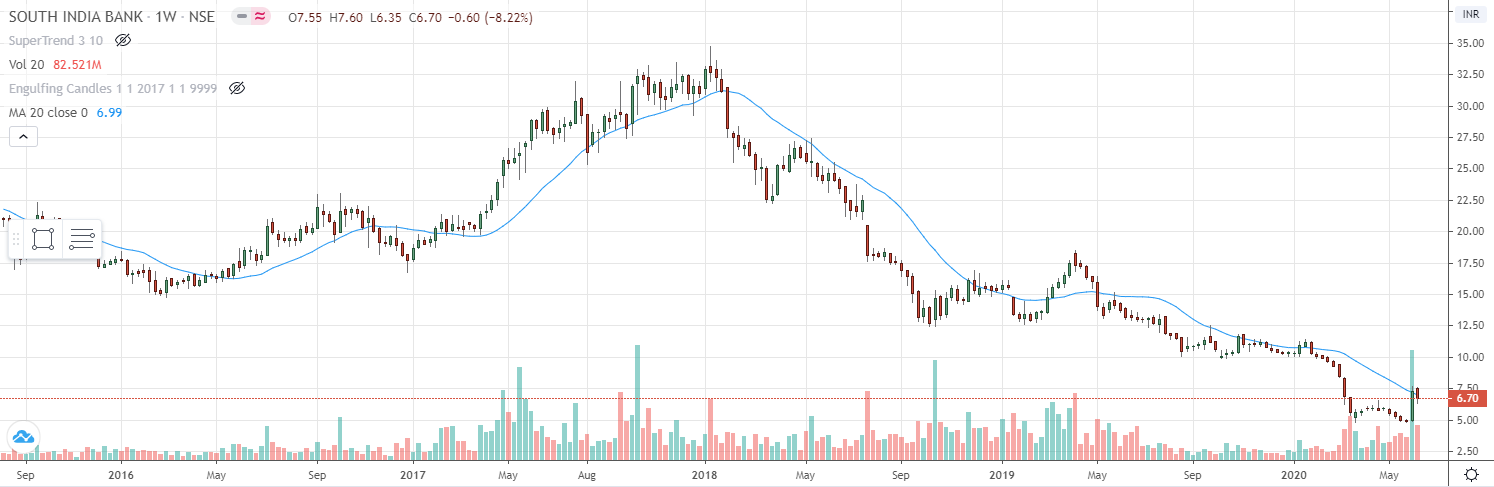 SOUTH INDIA BANK · 1W · NSE O7.55 H7.60 L6.35 C6.70 −0.60 (−8.22%)
INR
SuperTrend 3 10
Vol 20 82.521M
Engulfing Candles 1 1 2017 1 1 9999
MA 20 close 0 6.99
35.00
32.50
30.00
27.50
25.00
22.50
20.00
17.50
15.00
12.50
10.00
7.50
6.70
5.00
2.50
Sep 2016 May Sep 2017 May Aug 2018 May Sep 2019 May Sep 2020 May